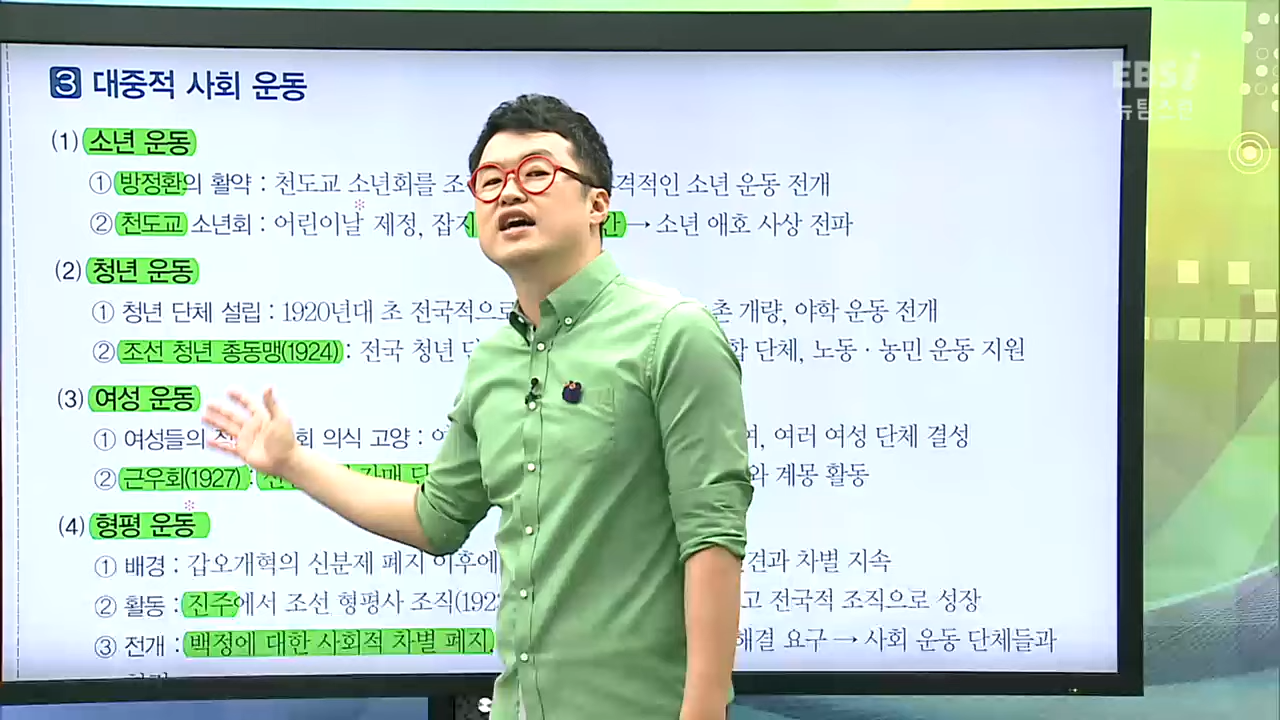 3 대중적 사회 운동
EBSi
뉴탐스런
(1) 소년 운동
① 방정환의 활약 : 천도교 소년회를 조 격적인 소년 운동 전개
② 천도교 소년회 : 어린이날 제정, 잡지 간 → 소년 애호 사상 전파
(2) 청년 운동
① 청년 단체 설립 : 1920년대 초 전국적으로 촌 개량, 야학 운동 전개
② 조선 청년 총동맹(1924) : 전국 청년 단 단체, 노동·농민 운동 지원
(3) 여성 운동
① 여성들의 회 의식 고양 : 여, 여러 여성 단체 결성
② 근우회(1927) : 자매 단 와 계몽 활동
(4) 형평 운동
① 배경 : 갑오개혁의 신분제 폐지 이후에 견과 차별 지속
② 활동 : 진주에서 조선 형평사 조직(192 고 전국적 조직으로 성장
③ 전개 : 백정에 대한 사회적 차별 폐지, 해결 요구 → 사회 운동 단체들과